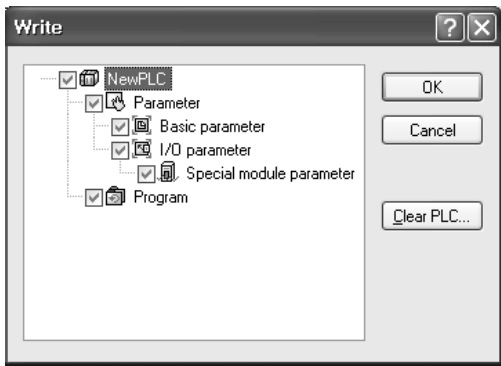 Write
NewPLC
Parameter
Basic parameter
I/O parameter
Special module parameter
Program
OK
Cancel
Clear PLC...